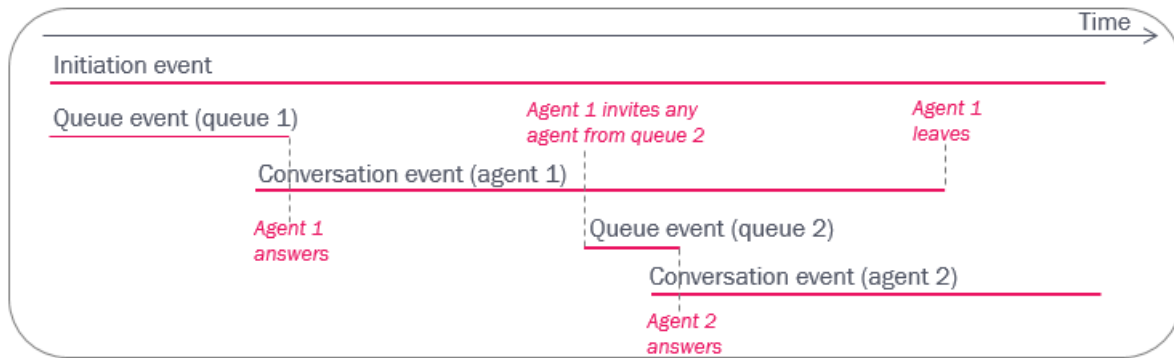 Time
Initiation event
Queue event (queue 1)
Agent 1 invites any
agent from queue 2
Agent 1
leaves
Conversation event (agent 1)
Agent 1
answers
Queue event (queue 2)
Conversation event (agent 2)
Agent 2
answers